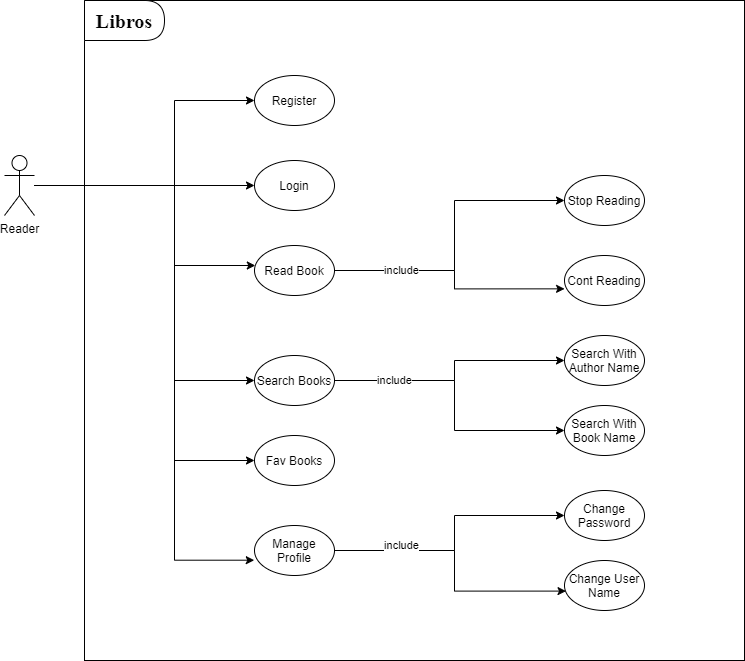 Libros
Register
Login
Reader
Stop Reading
Read Book
include
Cont Reading
Search With
Author Name
Search Books
include
Search With
Book Name
Fav Books
Change
Password
Manage
Profile
include
Change User
Name